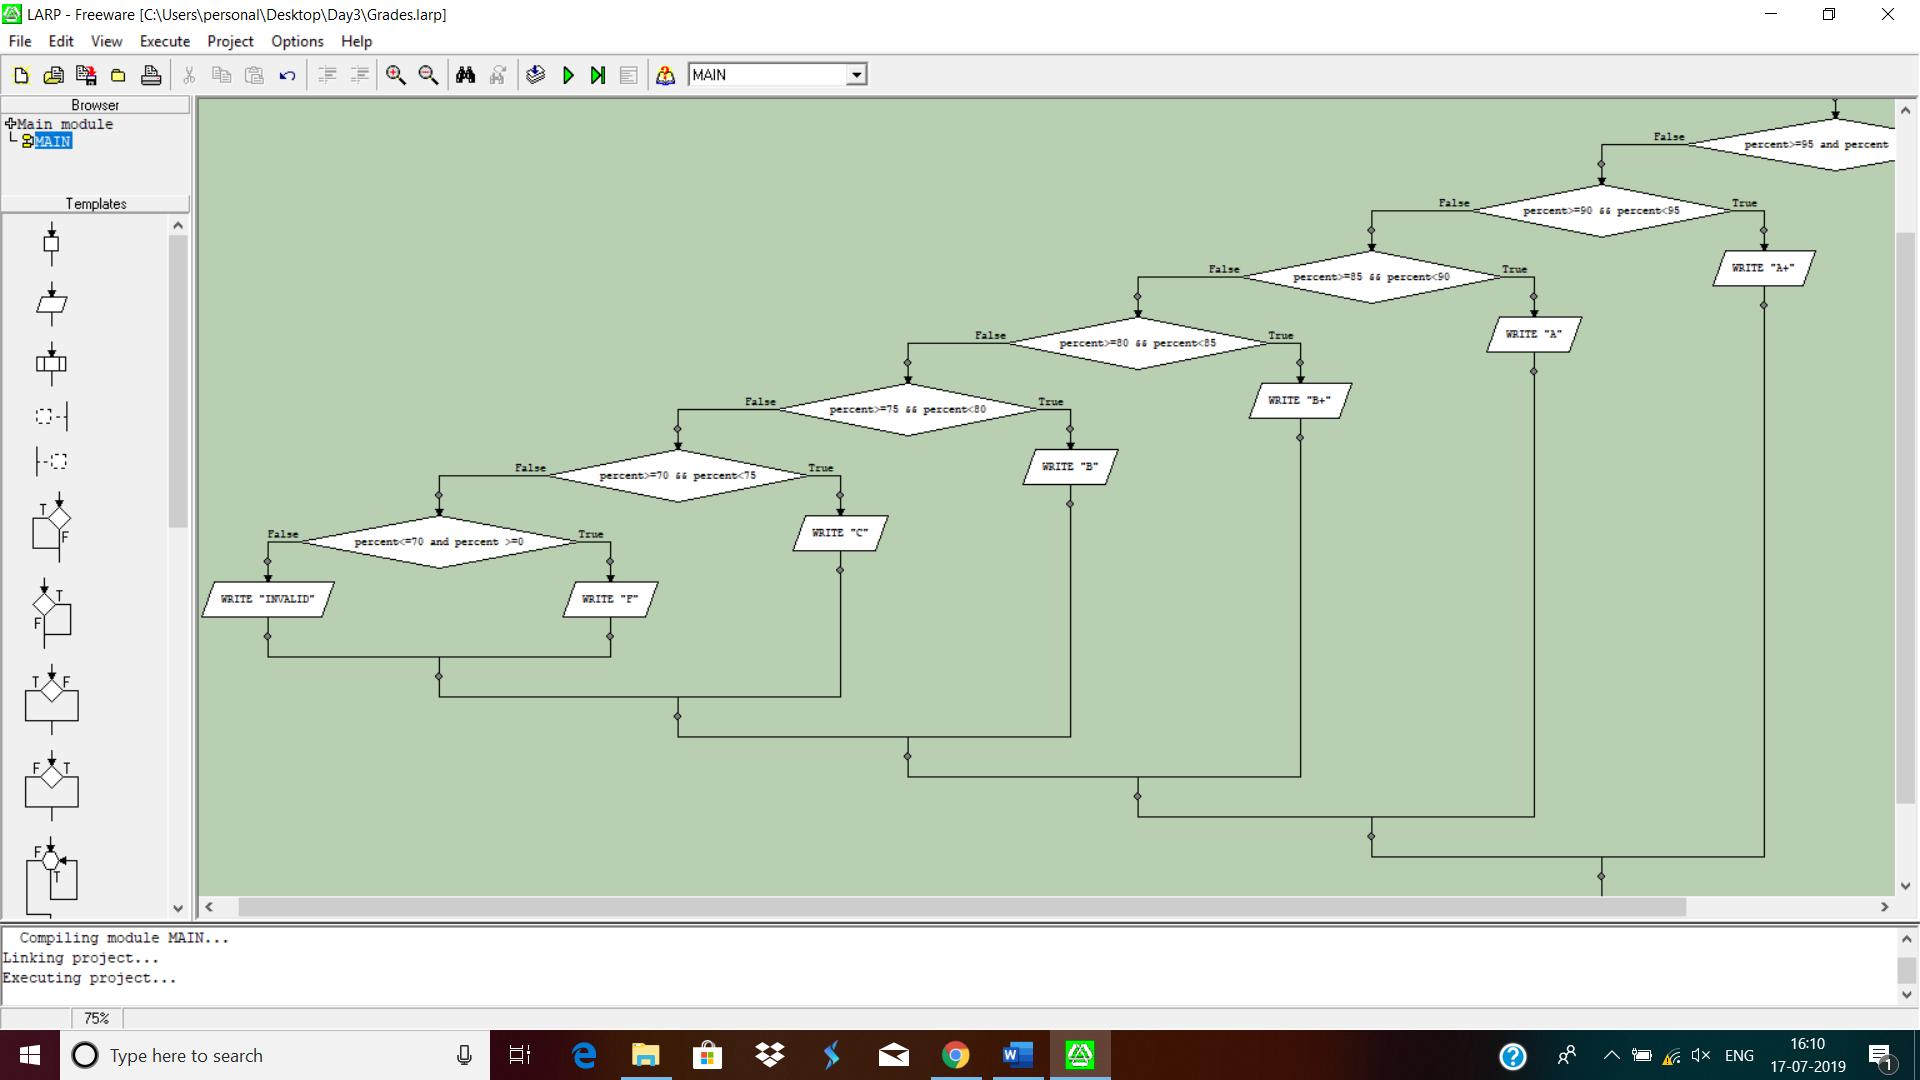 LARP - Freeware [C:\Users\personal\Desktop\Day3\Grades.larp]
File Edit View Execute Project Options Help
MAIN
Browser
Main module
MAIN
Templates
T
F
T
F
T F
F T
F
T
False
percent>=95 and percent
False
percent>=90 && percent<95
True
WRITE "A+"
False
percent>=85 && percent<90
True
WRITE "A"
False
percent>=80 && percent<85
True
WRITE "B+"
False
percent>=75 && percent<80
True
WRITE "B"
False
percent>=70 && percent<75
True
WRITE "C"
False
percent<=70 and percent >=0
True
WRITE "INVALID"
WRITE "F"
Compiling module MAIN...
Linking project...
Executing project...
75%
Type here to search
ENG
16:10
17-07-2019
1